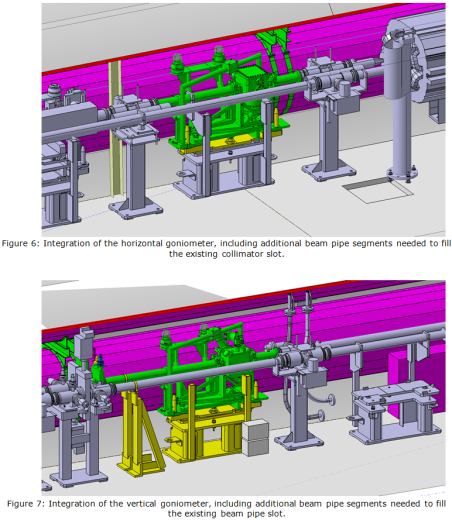 Figure 6: Integration of the horizontal goniometer, including additional beam pipe segments needed to fill
the existing collimator slot.
Figure 7: Integration of the vertical goniometer, including additional beam pipe segments needed to fill
the existing beam pipe slot.